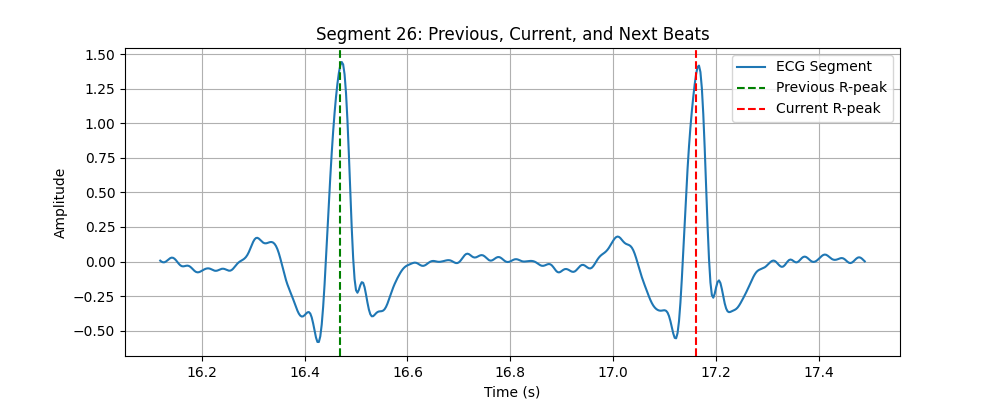 Segment 26: Previous, Current, and Next Beats
ECG Segment
Previous R-peak
Current R-peak
1.50
1.25
1.00
0.75
0.50
0.25
0.00
−0.25
−0.50
Amplitude
16.2 16.4 16.6 16.8 17.0 17.2 17.4
Time (s)